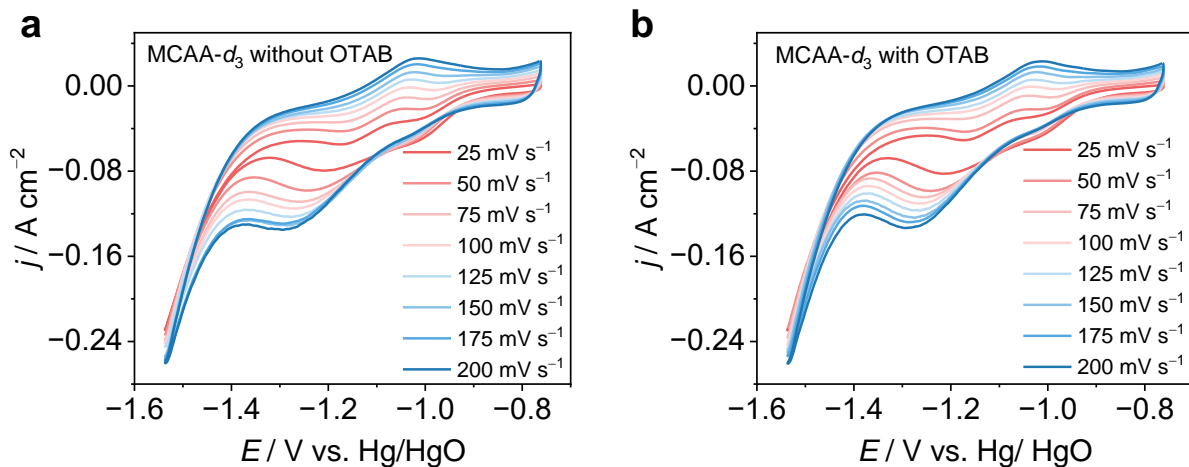 a
MCAA-d₃ without OTAB
0.00
−0.08
−0.16
−0.24
j / A cm⁻²
25 mV s⁻¹
50 mV s⁻¹
75 mV s⁻¹
100 mV s⁻¹
125 mV s⁻¹
150 mV s⁻¹
175 mV s⁻¹
200 mV s⁻¹
−1.6 −1.4 −1.2 −1.0 −0.8
E / V vs. Hg/HgO
b
MCAA-d₃ with OTAB
0.00
−0.08
−0.16
−0.24
j / A cm⁻²
25 mV s⁻¹
50 mV s⁻¹
75 mV s⁻¹
100 mV s⁻¹
125 mV s⁻¹
150 mV s⁻¹
175 mV s⁻¹
200 mV s⁻¹
−1.6 −1.4 −1.2 −1.0 −0.8
E / V vs. Hg/ HgO